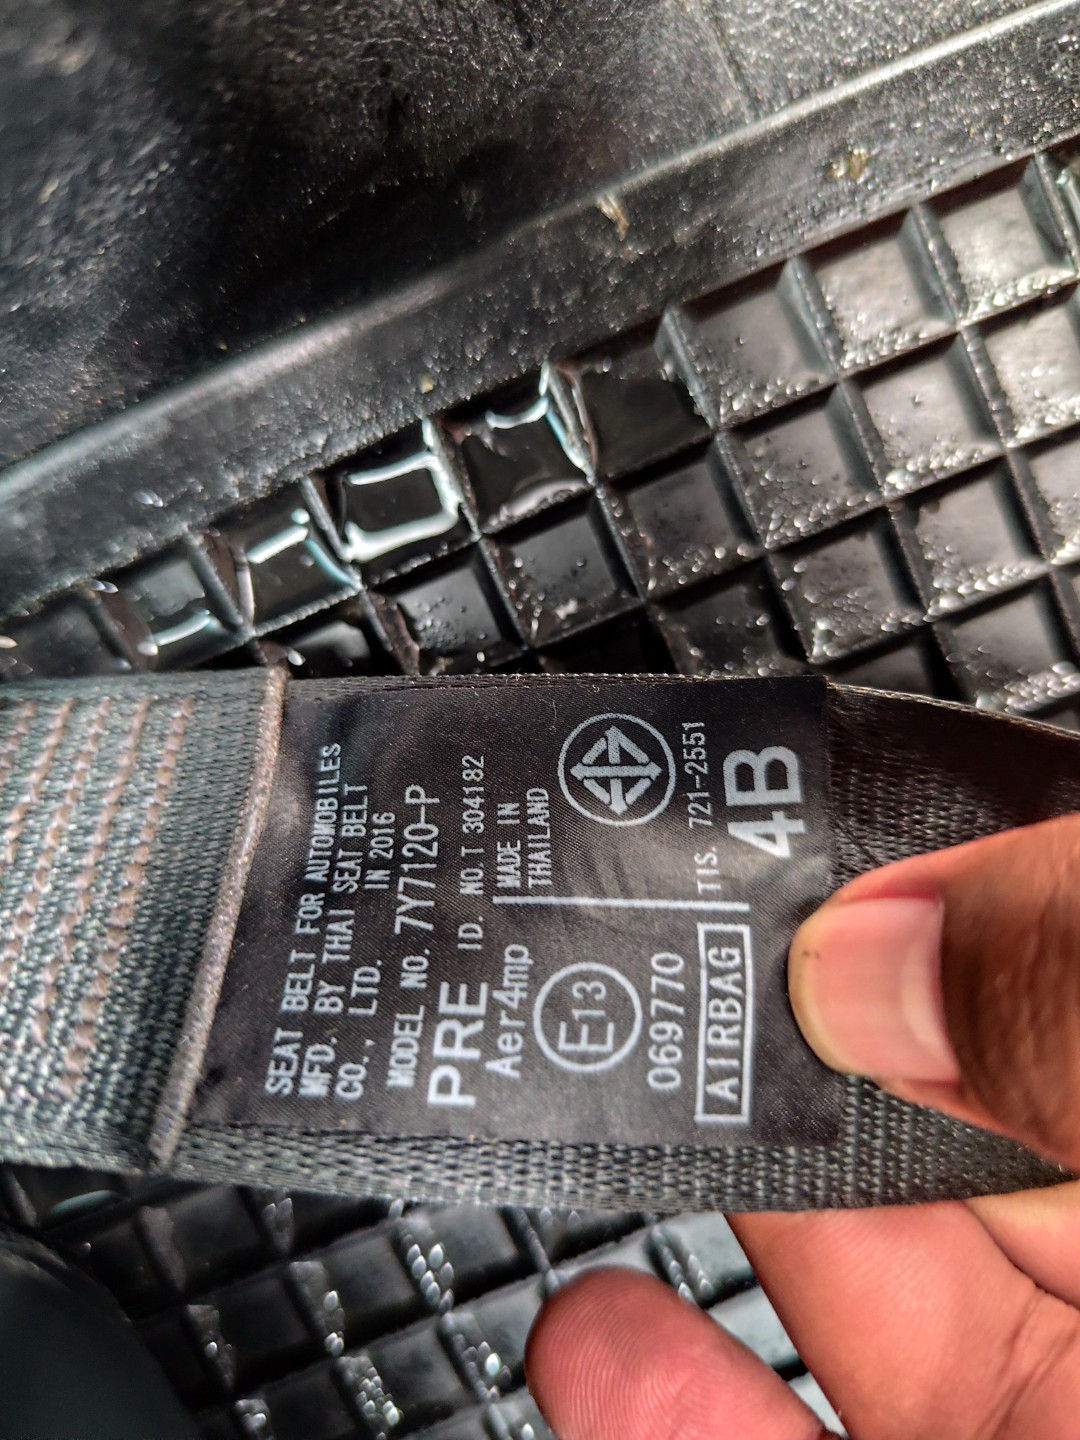 SEAT BELT FOR AUTOMOBILES
MFD. BY THAI SEAT BELT
CO., LTD. IN 2016
MODEL NO. 7Y7120-P
PRE ID. NO.T 304182
Aer4mp
E13
069770
AIRBAG
MADE IN
THAILAND
TIS. 721-2551
4B